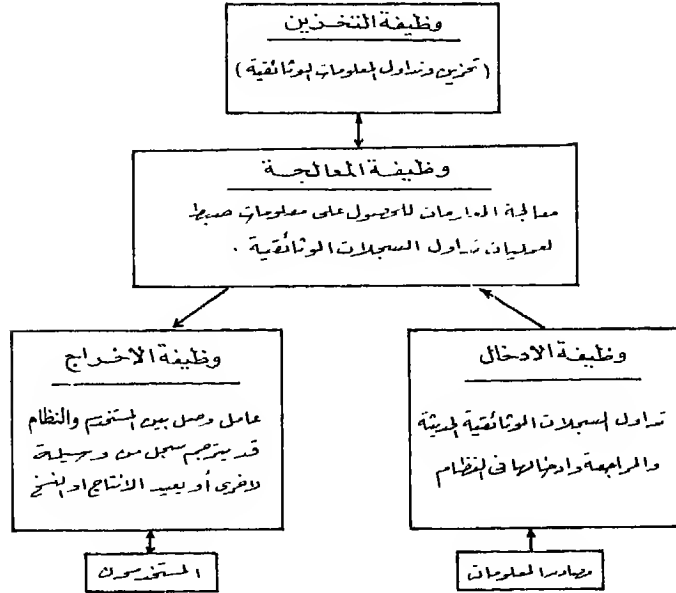 وظيفة التخزين
(تخزين وتداول المعلومات الوثائقية)
وظيفة المعالجة
معالجة المعلومات للحصول على معلومات ضبط
لعمليات تداول السجلات الوثائقية .
وظيفة الاخراج
عامل وصل بين المستخدم والنظام
قد يترجم سجل من وسيلة
لاخرى أو يعيد الانتاج او النسخ
وظيفة الادخال
تداول السجلات الوثائقية الحديثة
والمراجعة وادخالها فى النظام
المستخدمون
مصادر المعلومات